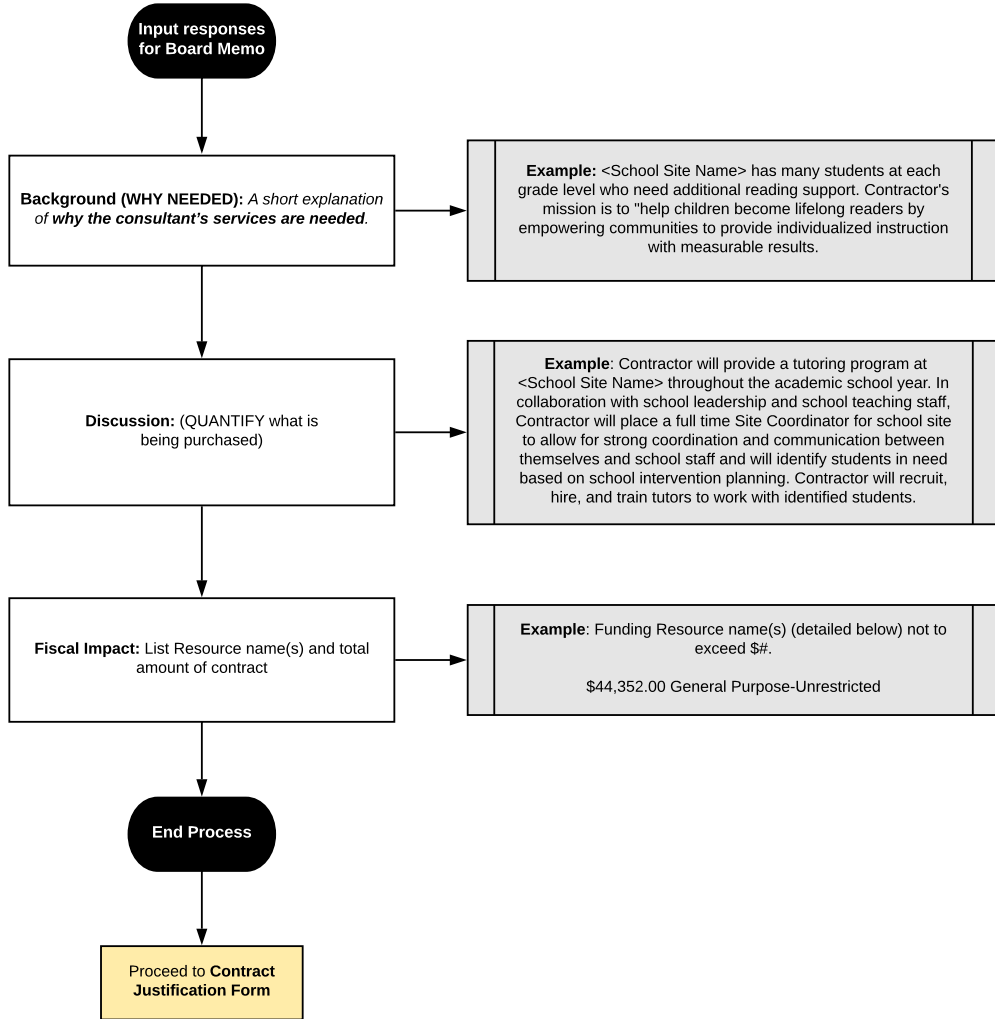 Input responses
for Board Memo
Background (WHY NEEDED): A short explanation
of why the consultant's services are needed.
Example: <School Site Name> has many students at each
grade level who need additional reading support. Contractor's
mission is to "help children become lifelong readers by
empowering communities to provide individualized instruction
with measurable results.
Discussion: (QUANTIFY what is
being purchased)
Example: Contractor will provide a tutoring program at
<School Site Name> throughout the academic school year. In
collaboration with school leadership and school teaching staff,
Contractor will place a full time Site Coordinator for school site
to allow for strong coordination and communication between
themselves and school staff and will identify students in need
based on school intervention planning. Contractor will recruit,
hire, and train tutors to work with identified students.
Fiscal Impact: List Resource name(s) and total
amount of contract
Example: Funding Resource name(s) (detailed below) not to
exceed $#.
$44,352.00 General Purpose-Unrestricted
End Process
Proceed to Contract
Justification Form